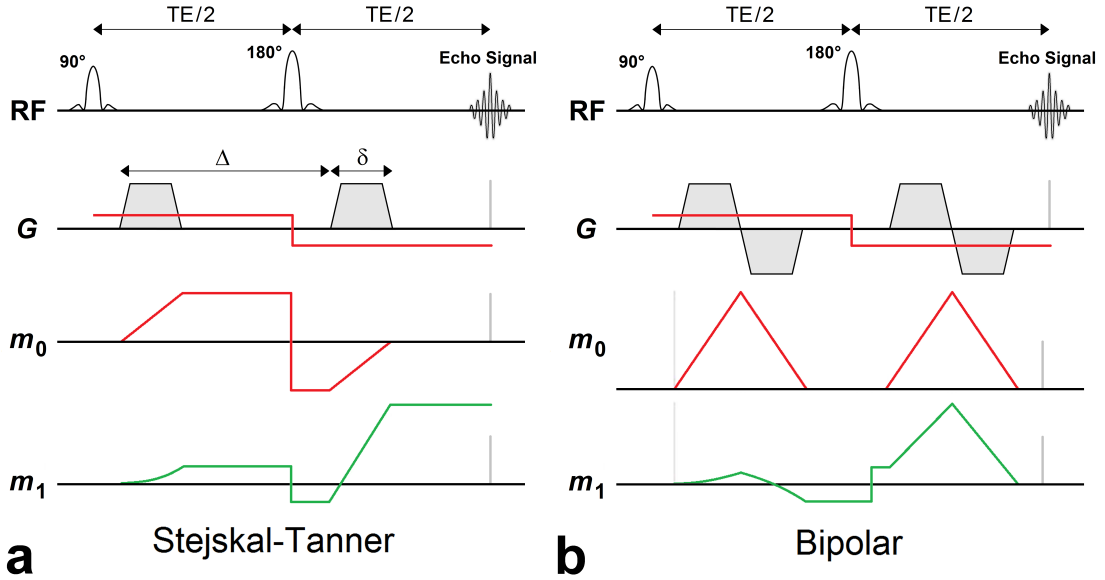 TE/2 TE/2
90° 180° Echo Signal
RF
Δ δ
G
m0
m1
Stejskal-Tanner
a
TE/2 TE/2
90° 180° Echo Signal
RF
G
m0
m1
Bipolar
b